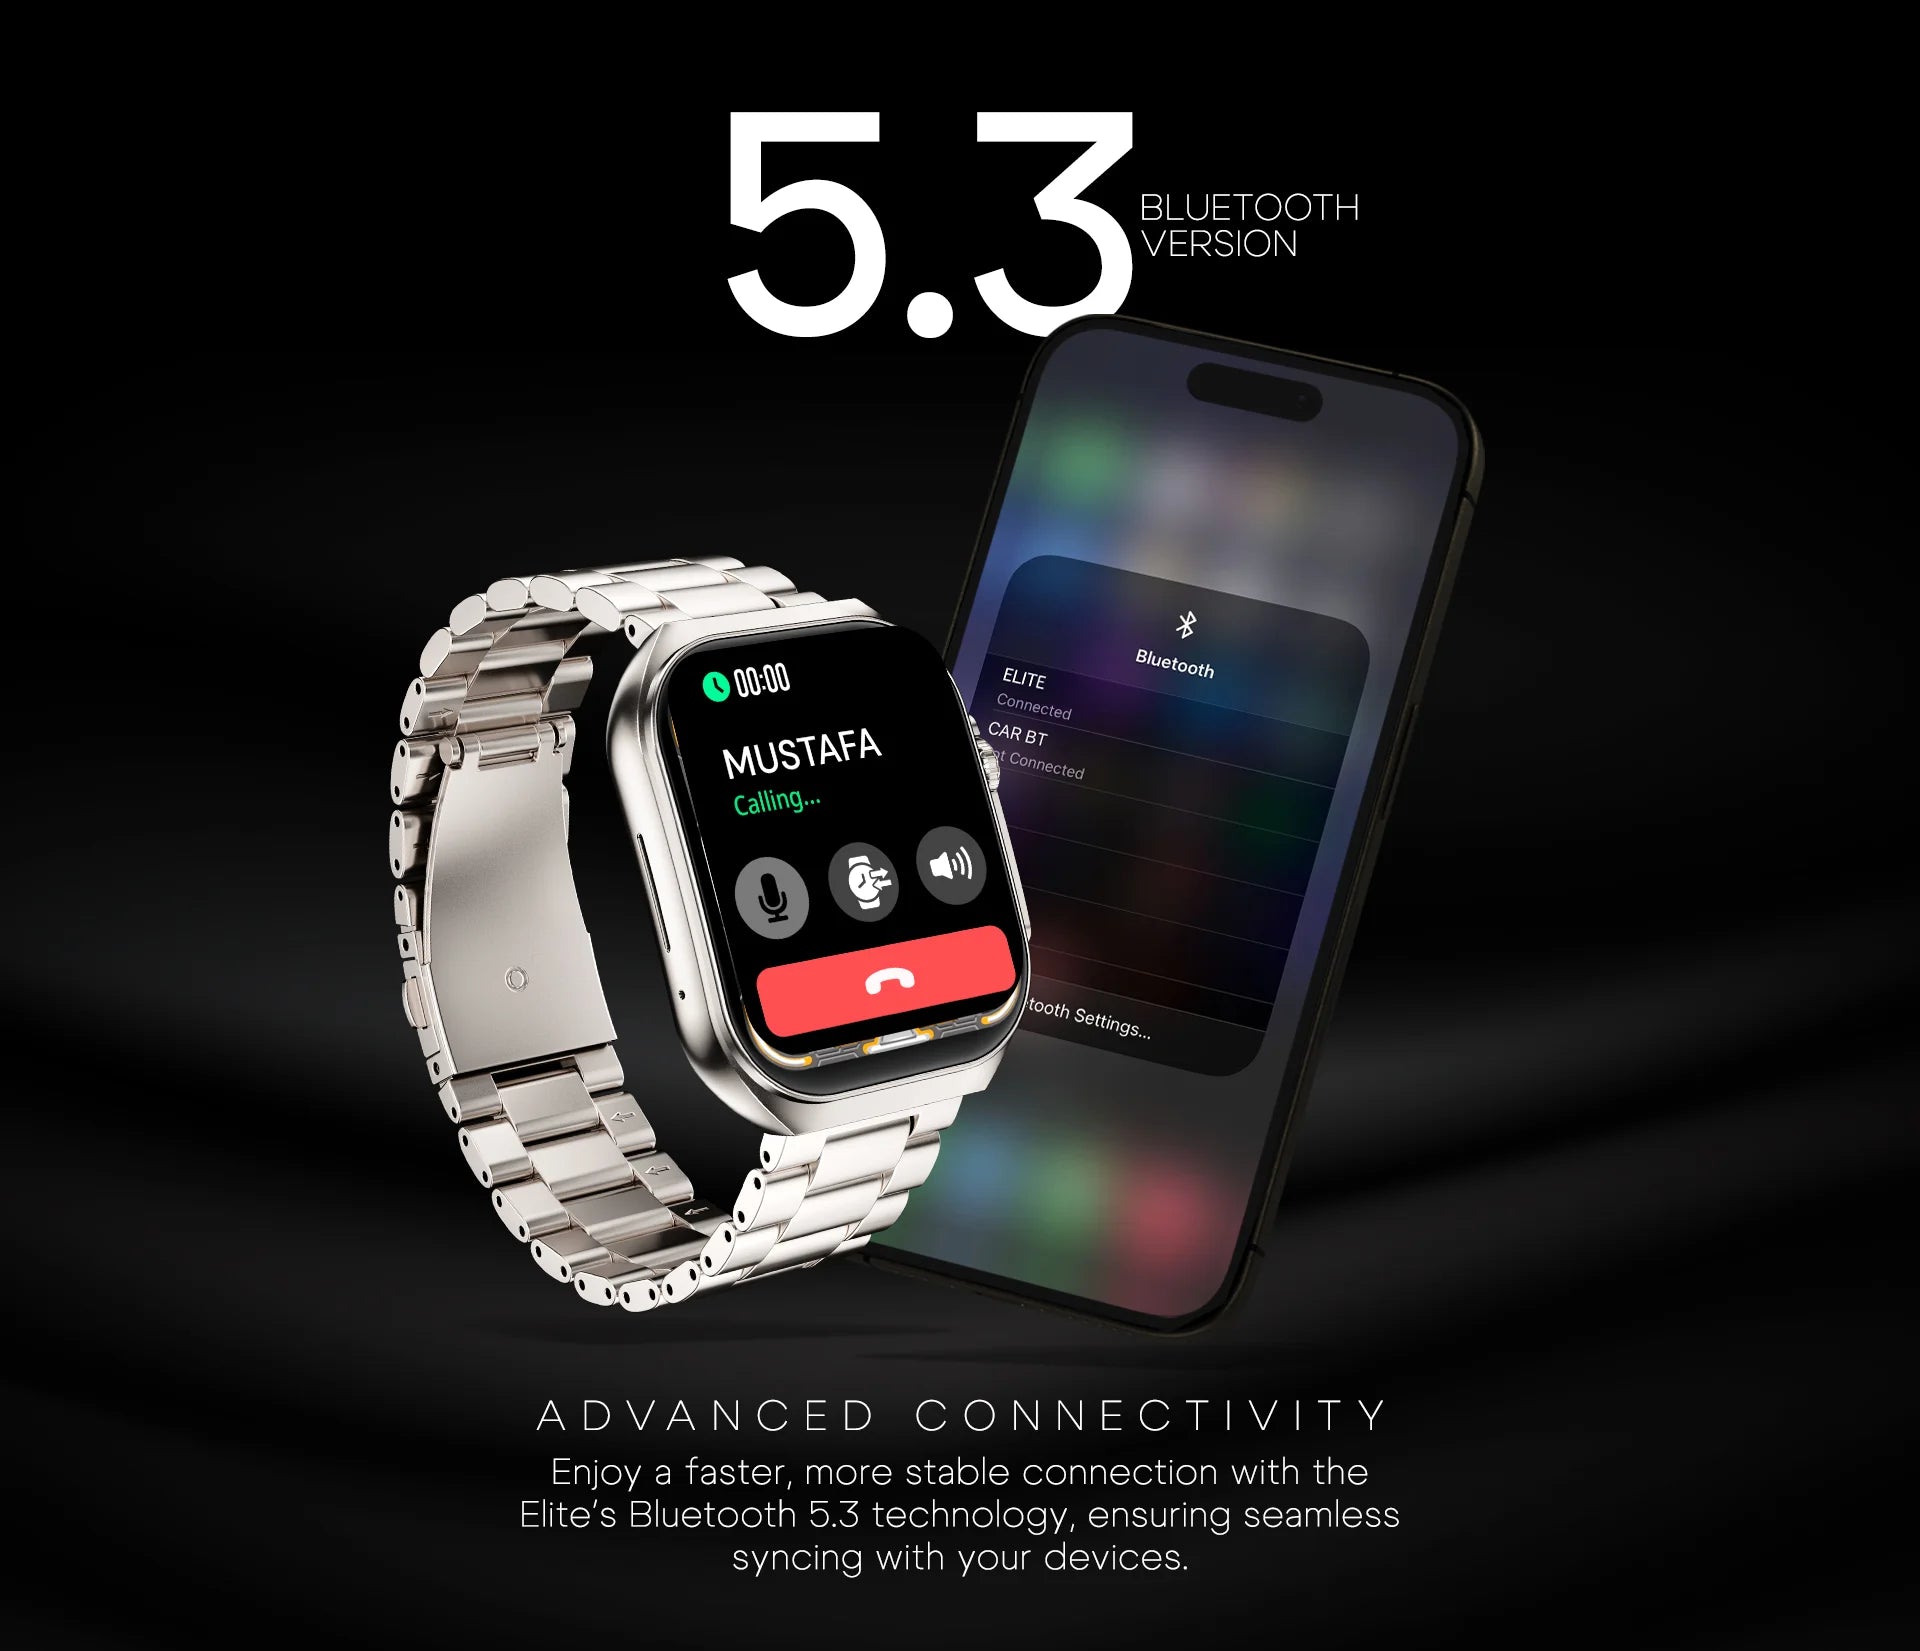 5.3
BLUETOOTH
VERSION
Bluetooth
ELITE
Connected
CAR BT
Connected
00:00
MUSTAFA
Calling...
Settings...
ADVANCED CONNECTIVITY
Enjoy a faster, more stable connection with the
Elite's Bluetooth 5.3 technology, ensuring seamless
syncing with your devices.